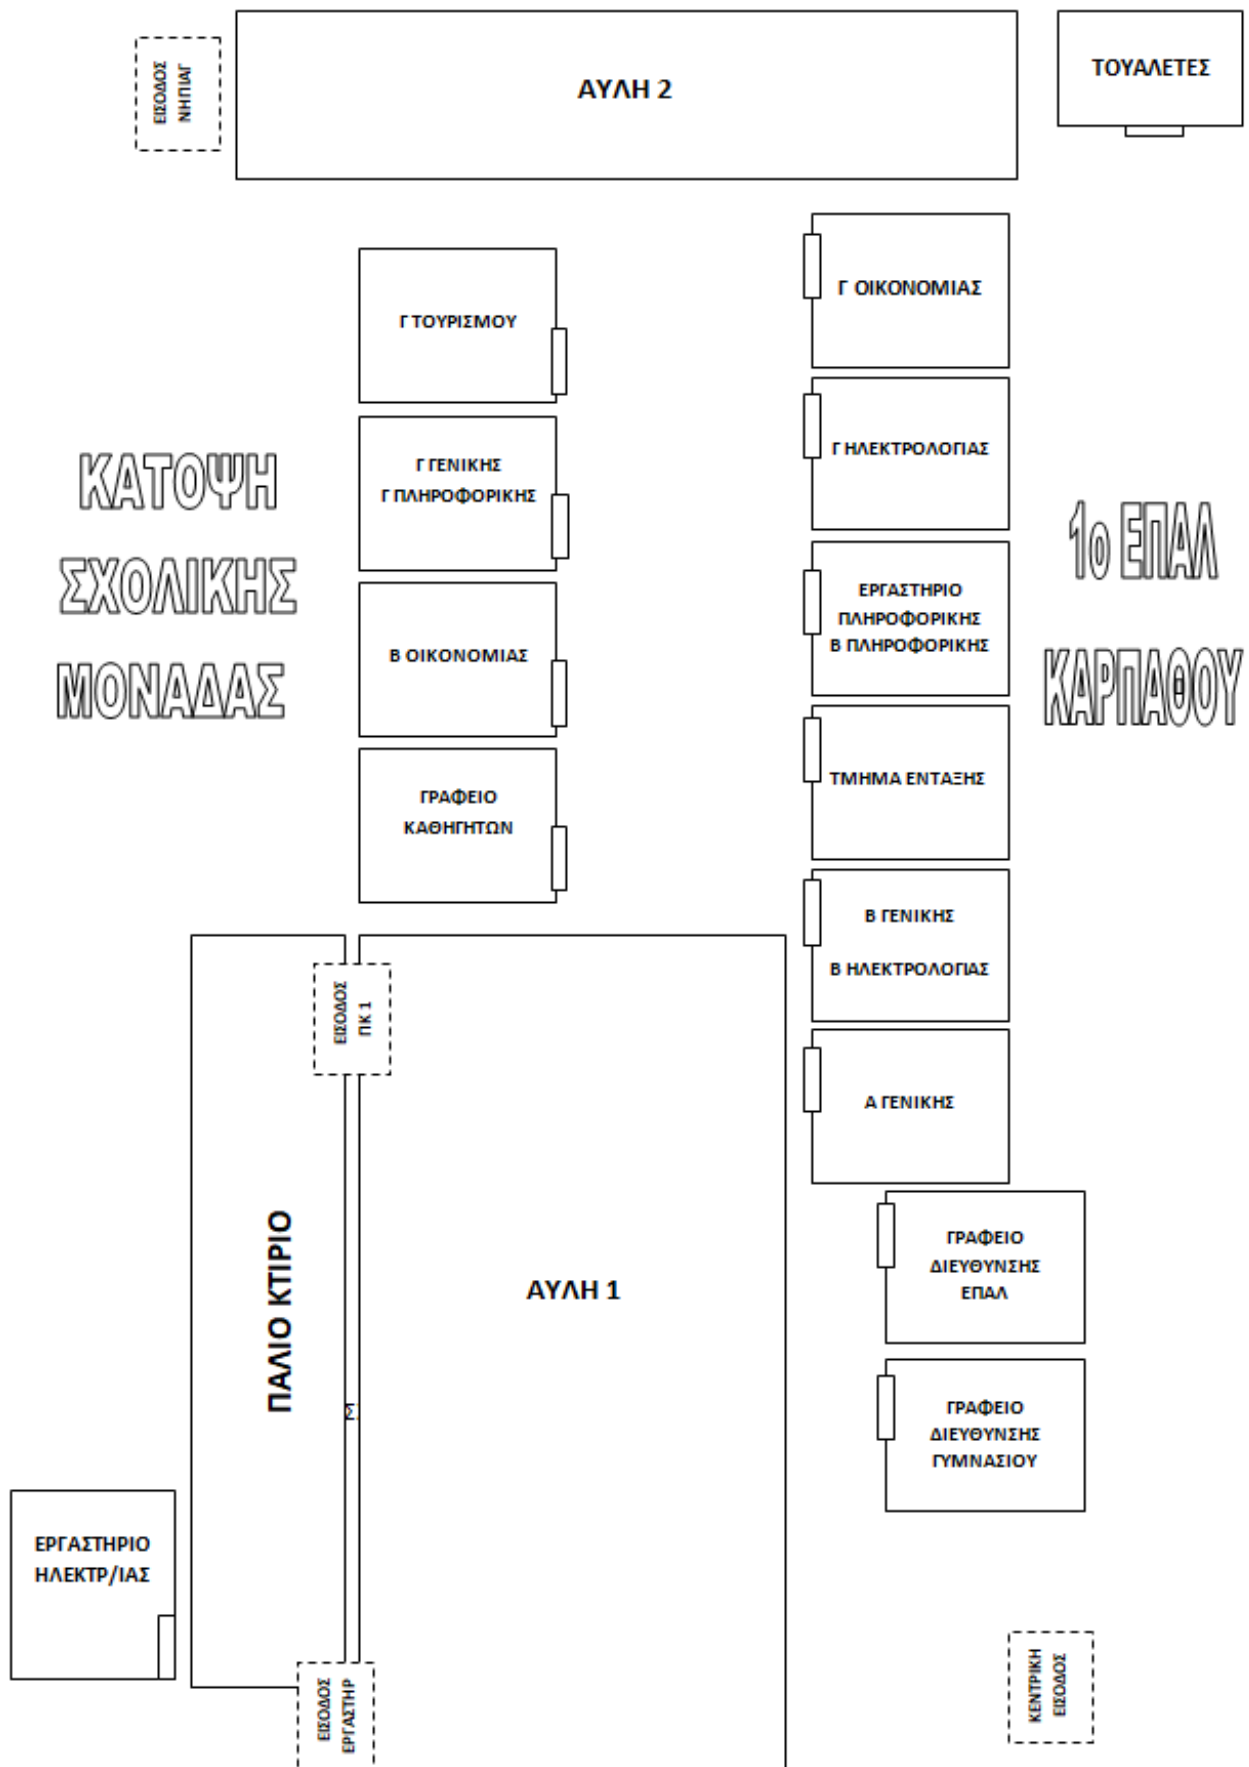 ΕΙΣΟΔΟΣ
ΝΗΠΙΑΓ
ΑΥΛΗ 2
ΤΟΥΑΛΕΤΕΣ
Γ ΤΟΥΡΙΣΜΟΥ
Γ ΟΙΚΟΝΟΜΙΑΣ
Γ ΓΕΝΙΚΗΣ
Γ ΠΛΗΡΟΦΟΡΙΚΗΣ
Γ ΗΛΕΚΤΡΟΛΟΓΙΑΣ
ΚΑΤΟΨΗ
ΣΧΟΛΙΚΗΣ
ΜΟΝΑΔΑΣ
1ο ΕΠΑΛ
ΚΑΡΠΑΘΟΥ
Β ΟΙΚΟΝΟΜΙΑΣ
ΕΡΓΑΣΤΗΡΙΟ
ΠΛΗΡΟΦΟΡΙΚΗΣ
Β ΠΛΗΡΟΦΟΡΙΚΗΣ
ΓΡΑΦΕΙΟ
ΚΑΘΗΓΗΤΩΝ
ΤΜΗΜΑ ΕΝΤΑΞΗΣ
Β ΓΕΝΙΚΗΣ
Β ΗΛΕΚΤΡΟΛΟΓΙΑΣ
ΕΙΣΟΔΟΣ
ΠΚ 1
Α ΓΕΝΙΚΗΣ
ΠΑΛΙΟ ΚΤΙΡΙΟ
ΑΥΛΗ 1
ΓΡΑΦΕΙΟ
ΔΙΕΥΘΥΝΣΗΣ
ΕΠΑΛ
Σ
ΓΡΑΦΕΙΟ
ΔΙΕΥΘΥΝΣΗΣ
ΓΥΜΝΑΣΙΟΥ
ΕΡΓΑΣΤΗΡΙΟ
ΗΛΕΚΤΡ/ΙΑΣ
ΕΙΣΟΔΟΣ
ΕΡΓΑΣΤΗΡ
ΚΕΝΤΡΙΚΗ
ΕΙΣΟΔΟΣ